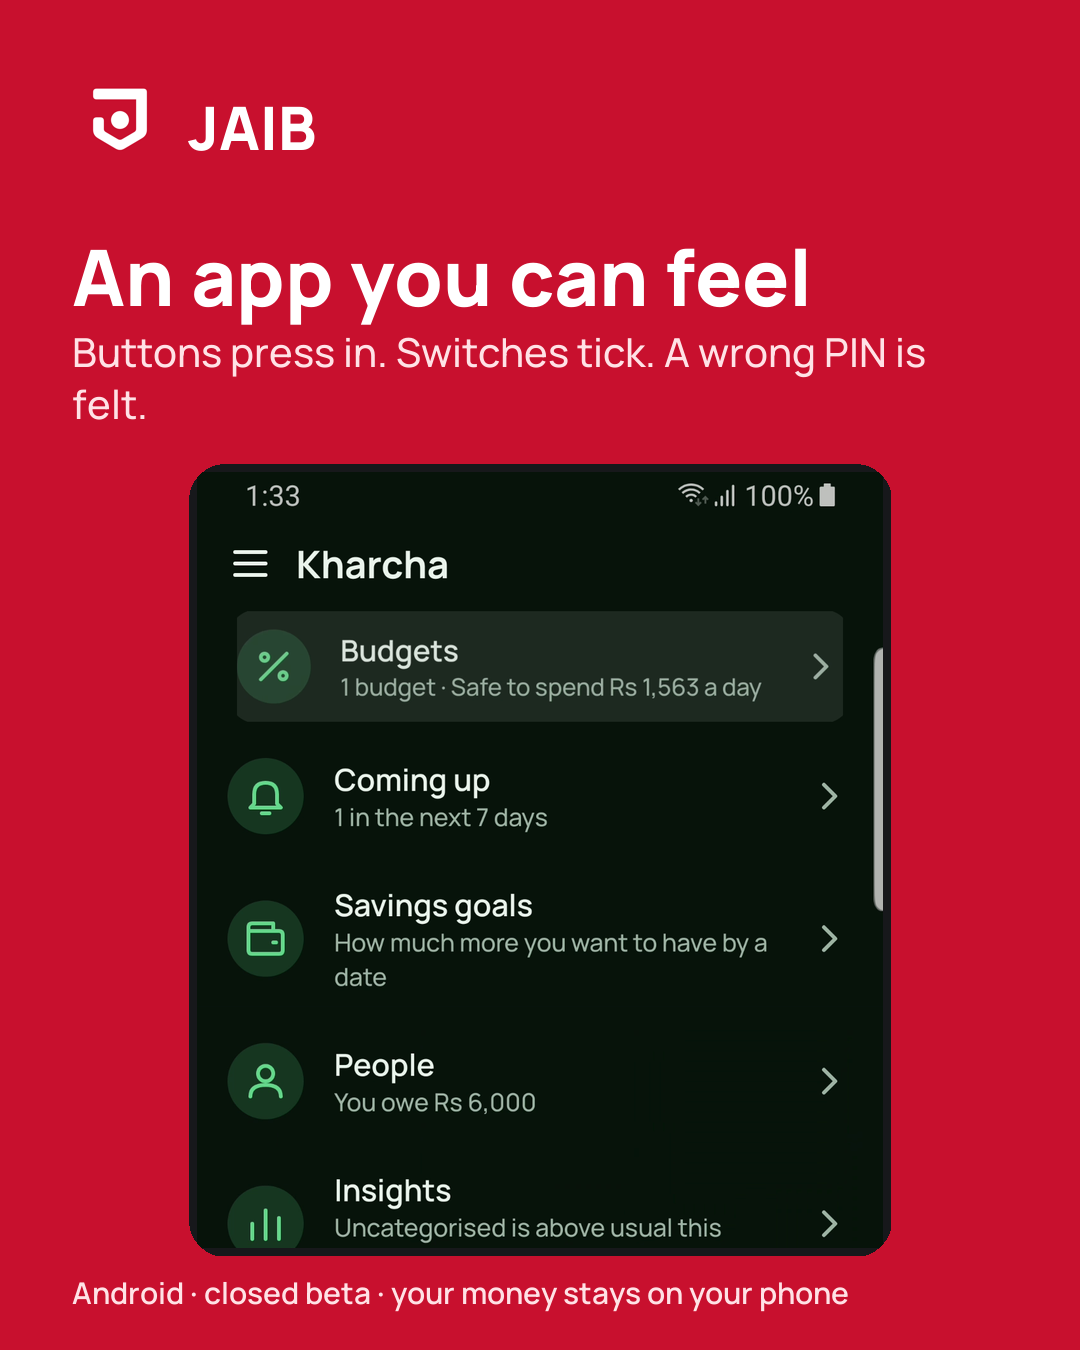 JAIB
An app you can feel
Buttons press in. Switches tick. A wrong PIN is
felt.
1:33
100%
Kharcha
Budgets
1 budget · Safe to spend Rs 1,563 a day
Coming up
1 in the next 7 days
Savings goals
How much more you want to have by a
date
People
You owe Rs 6,000
Insights
Uncategorised is above usual this
Android · closed beta · your money stays on your phone